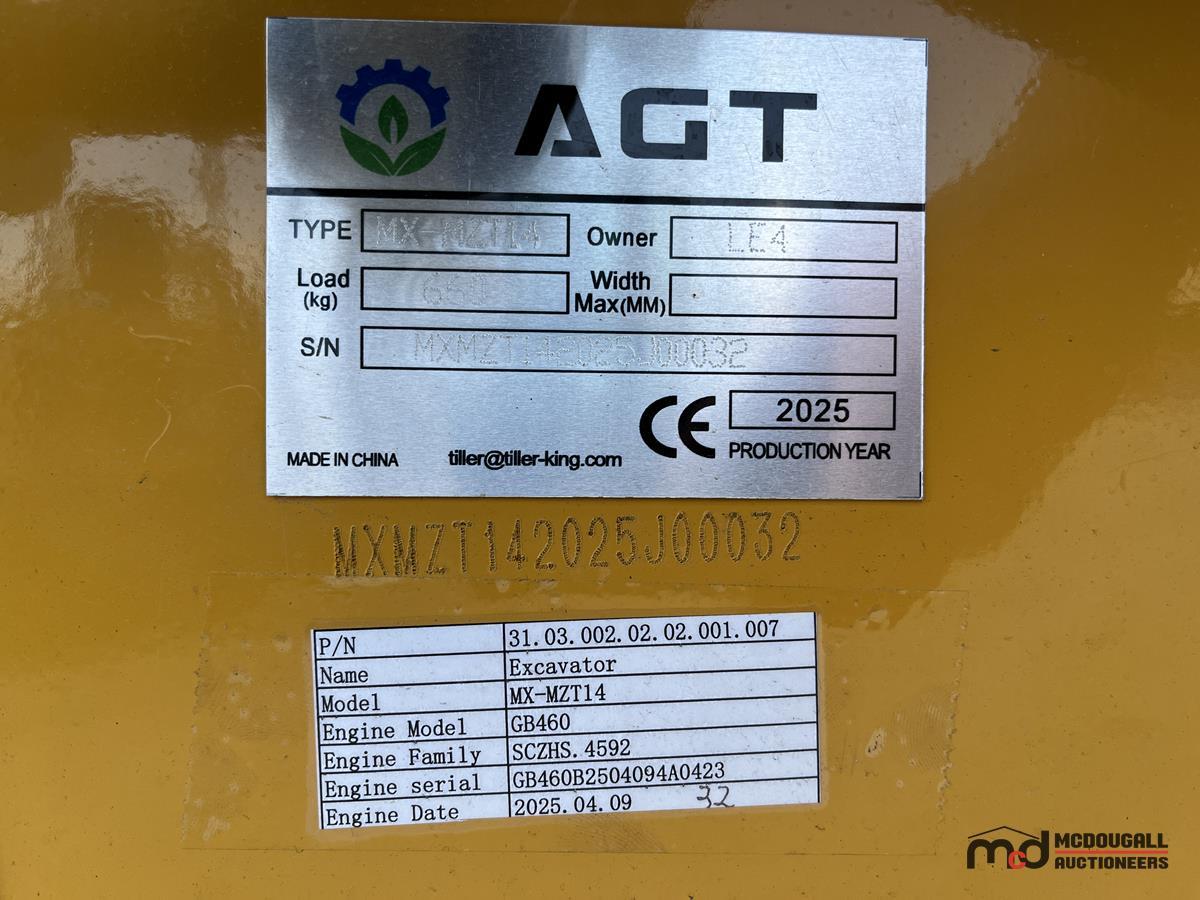 AGT
TYPE MX-MZT14 Owner LE4
Load (kg) 650 Width Max(MM)
S/N MXMZT142025J00032
CE 2025
PRODUCTION YEAR
MADE IN CHINA tiller@tiller-king.com
MXMZT142025J00032
P/N 31.03.002.02.02.001.007
Name Excavator
Model MX-MZT14
Engine Model GB460
Engine Family SCZHS.4592
Engine serial GB460B2504094A0423
Engine Date 2025.04.09 32
mcd MCDOUGALL
AUCTIONEERS